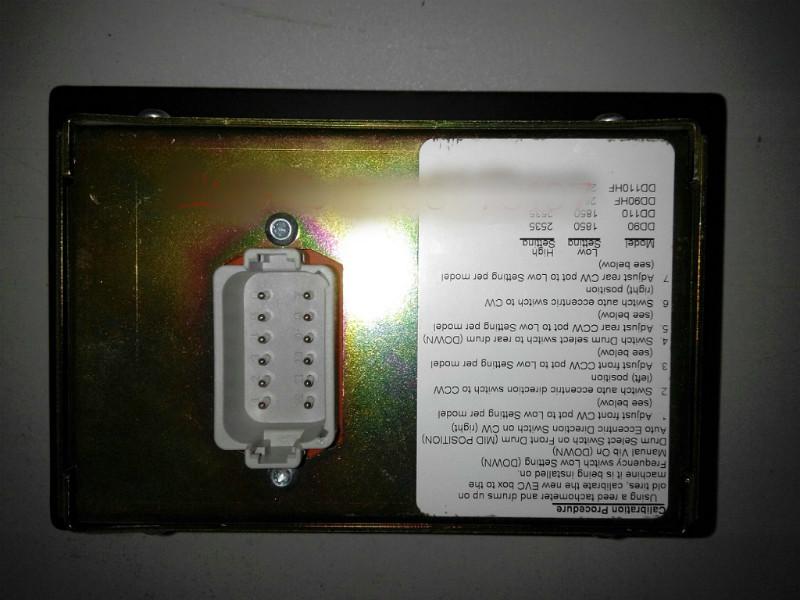 Calibration Procedure
Using a reed tachometer and drums up on
old tires, calibrate the new EVC to box to the
machine is it is being installed on.
Frequency switch Low Setting (DOWN)
Manual Vib On (DOWN)
Drum Select Switch on Front Drum (MID POSITION)
Auto Eccentric Direction Switch on CW (right)
1 Adjust front CW pot to Low Setting per model
(see below)
2 Switch auto eccentric direction switch to CCW
(left) position
3 Adjust front CCW pot to Low Setting per model
(see below)
4. Switch Drum select switch to rear drum (DOWN)
5. Adjust rear CCW pot to Low Setting per model
(see below)
6. Switch eccentric auto switch to CW
(right) position
7 Adjust rear CW pot to Low Setting per model
(see below)
Low High
Model Setting Setting
DD90 1850 2535
DD110 1850 2535
DD90HF
DD110HF